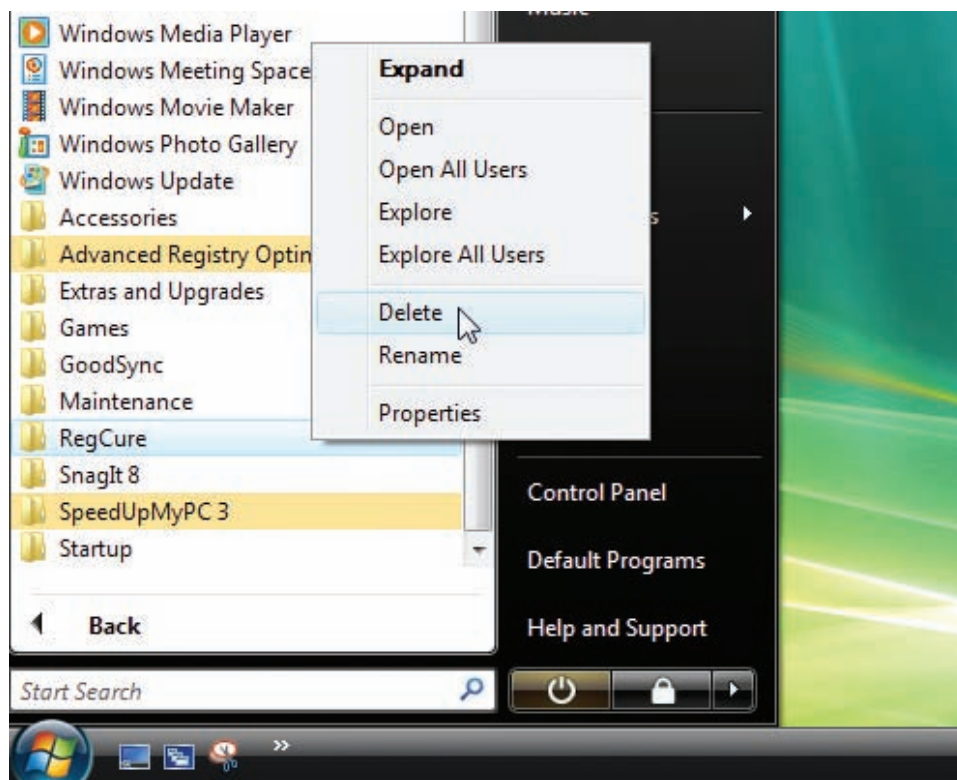 Windows Media Player
Windows Meeting Space
Windows Movie Maker
Windows Photo Gallery
Windows Update
Accessories
Advanced Registry
Extras and Upgrades
Games
GoodSync
Maintenance
RegCure
SnagIt 8
SpeedUpMyPC 3
Startup
Back
Start Search
Expand
Open
Open All Users
Explore
Explore All Users
Delete
Rename
Properties
Control Panel
Default Programs
Help and Support